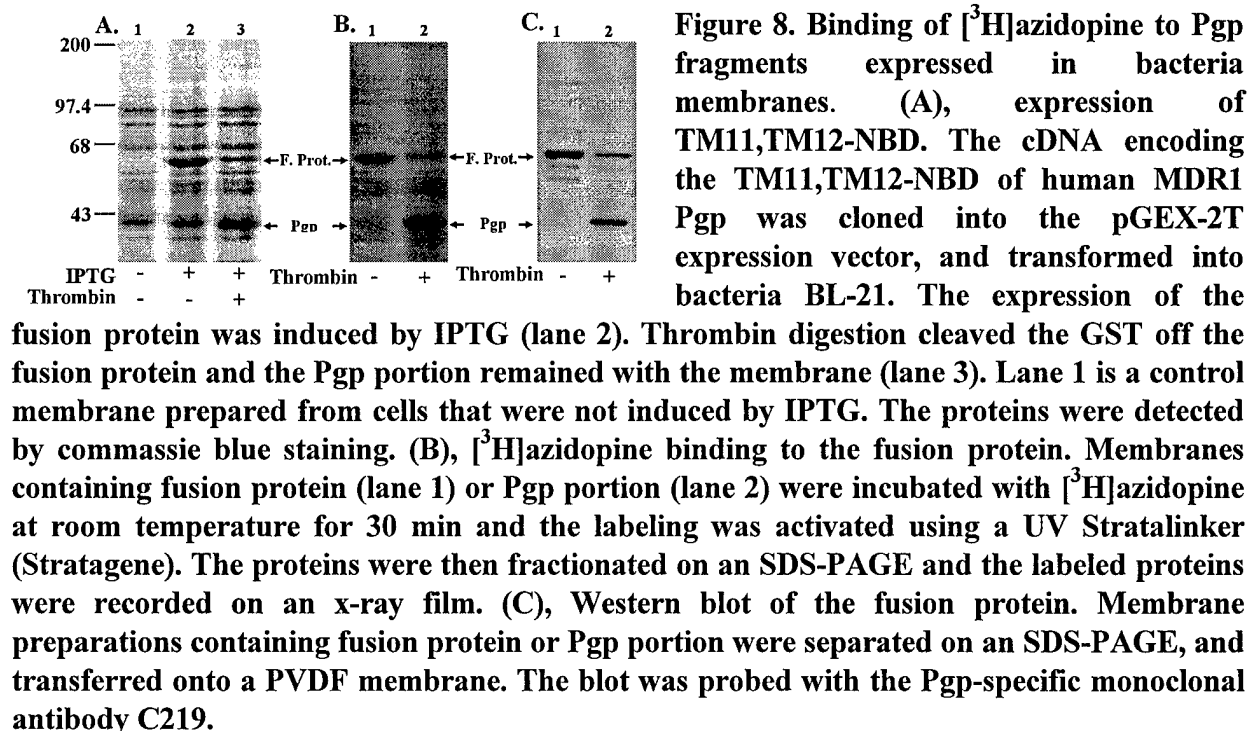 A. 1 2 3 B. 1 2 C. 1 2
200
97.4
68
F. Prot. F. Prot.
43
Pgp Pgp
IPTG - + + Thrombin - + Thrombin - +
Thrombin - - +
Figure 8. Binding of [³H]azidopine to Pgp
fragments expressed in bacteria
membranes. (A), expression of
TM11,TM12-NBD. The cDNA encoding
the TM11,TM12-NBD of human MDR1
Pgp was cloned into the pGEX-2T
expression vector, and transformed into
bacteria BL-21. The expression of the
fusion protein was induced by IPTG (lane 2). Thrombin digestion cleaved the GST off the
fusion protein and the Pgp portion remained with the membrane (lane 3). Lane 1 is a control
membrane prepared from cells that were not induced by IPTG. The proteins were detected
by commassie blue staining. (B), [³H]azidopine binding to the fusion protein. Membranes
containing fusion protein (lane 1) or Pgp portion (lane 2) were incubated with [³H]azidopine
at room temperature for 30 min and the labeling was activated using a UV Stratalinker
(Stratagene). The proteins were then fractionated on an SDS-PAGE and the labeled proteins
were recorded on an x-ray film. (C), Western blot of the fusion protein. Membrane
preparations containing fusion protein or Pgp portion were separated on an SDS-PAGE, and
transferred onto a PVDF membrane. The blot was probed with the Pgp-specific monoclonal
antibody C219.